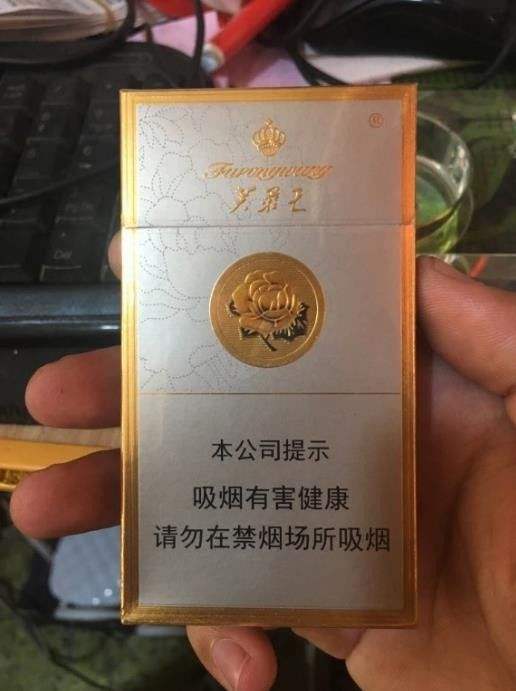 ®
Furongwang
芙蓉王
本公司提示
吸烟有害健康
请勿在禁烟场所吸烟